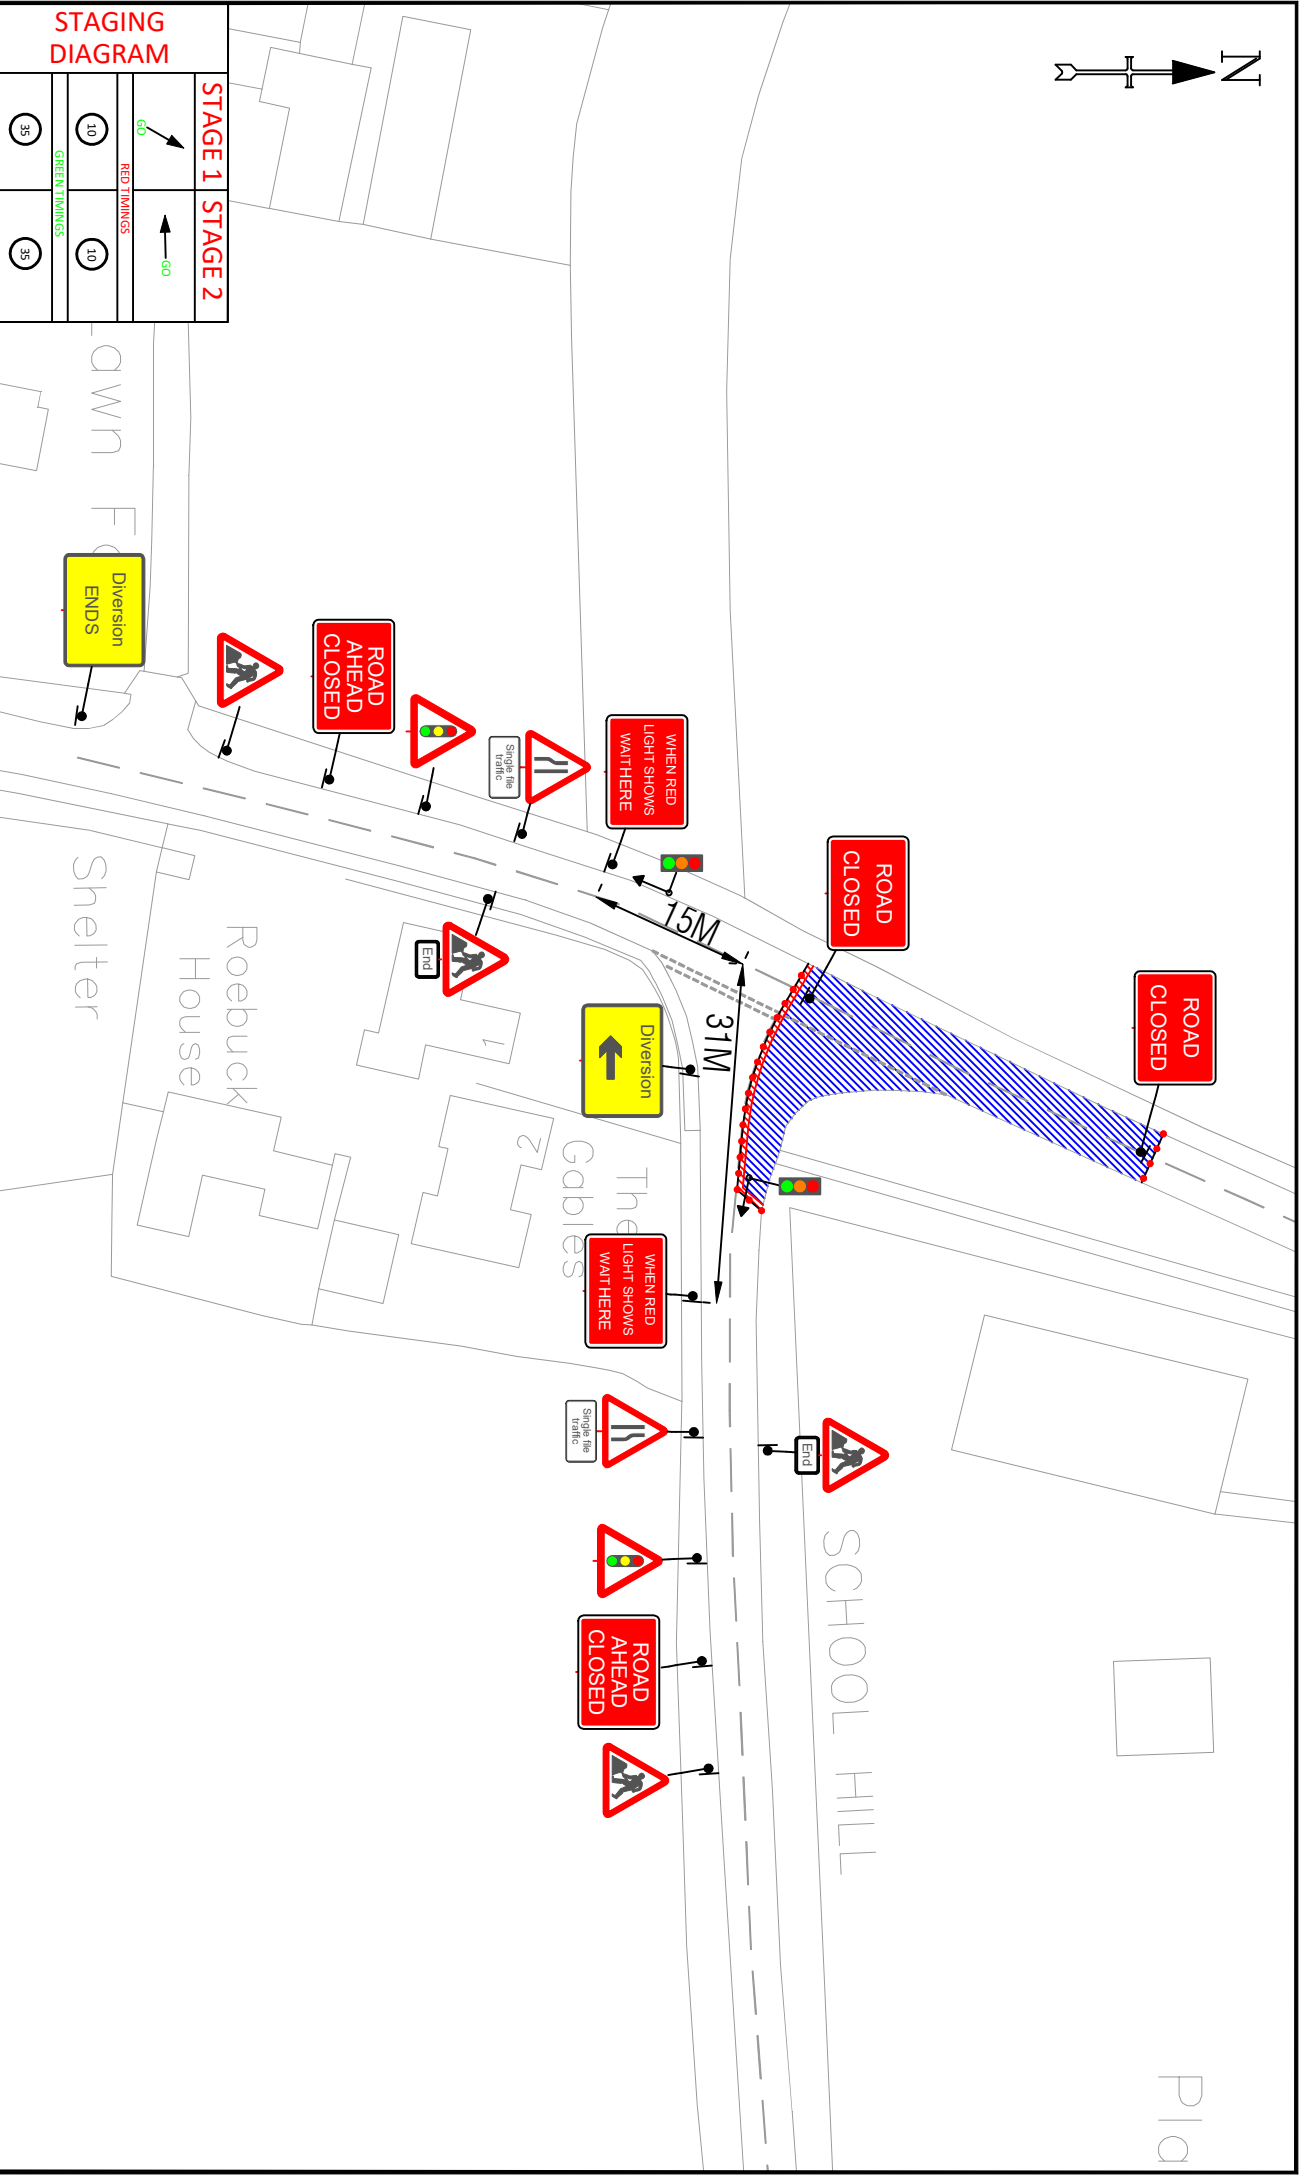 N
STAGING
DIAGRAM
STAGE 1
STAGE 2
GO
GO
RED TIMINGS
10
10
GREEN TIMINGS
35
35
Diversion
ENDS
ROAD
AHEAD
CLOSED
Single file
traffic
WHEN RED
LIGHT SHOWS
WAIT HERE
ROAD
CLOSED
ROAD
CLOSED
15M
31M
End
Diversion
WHEN RED
LIGHT SHOWS
WAIT HERE
Single file
traffic
End
ROAD
AHEAD
CLOSED
SCHOOL HILL
The
Gables
2
1
Roebuck
House
Shelter